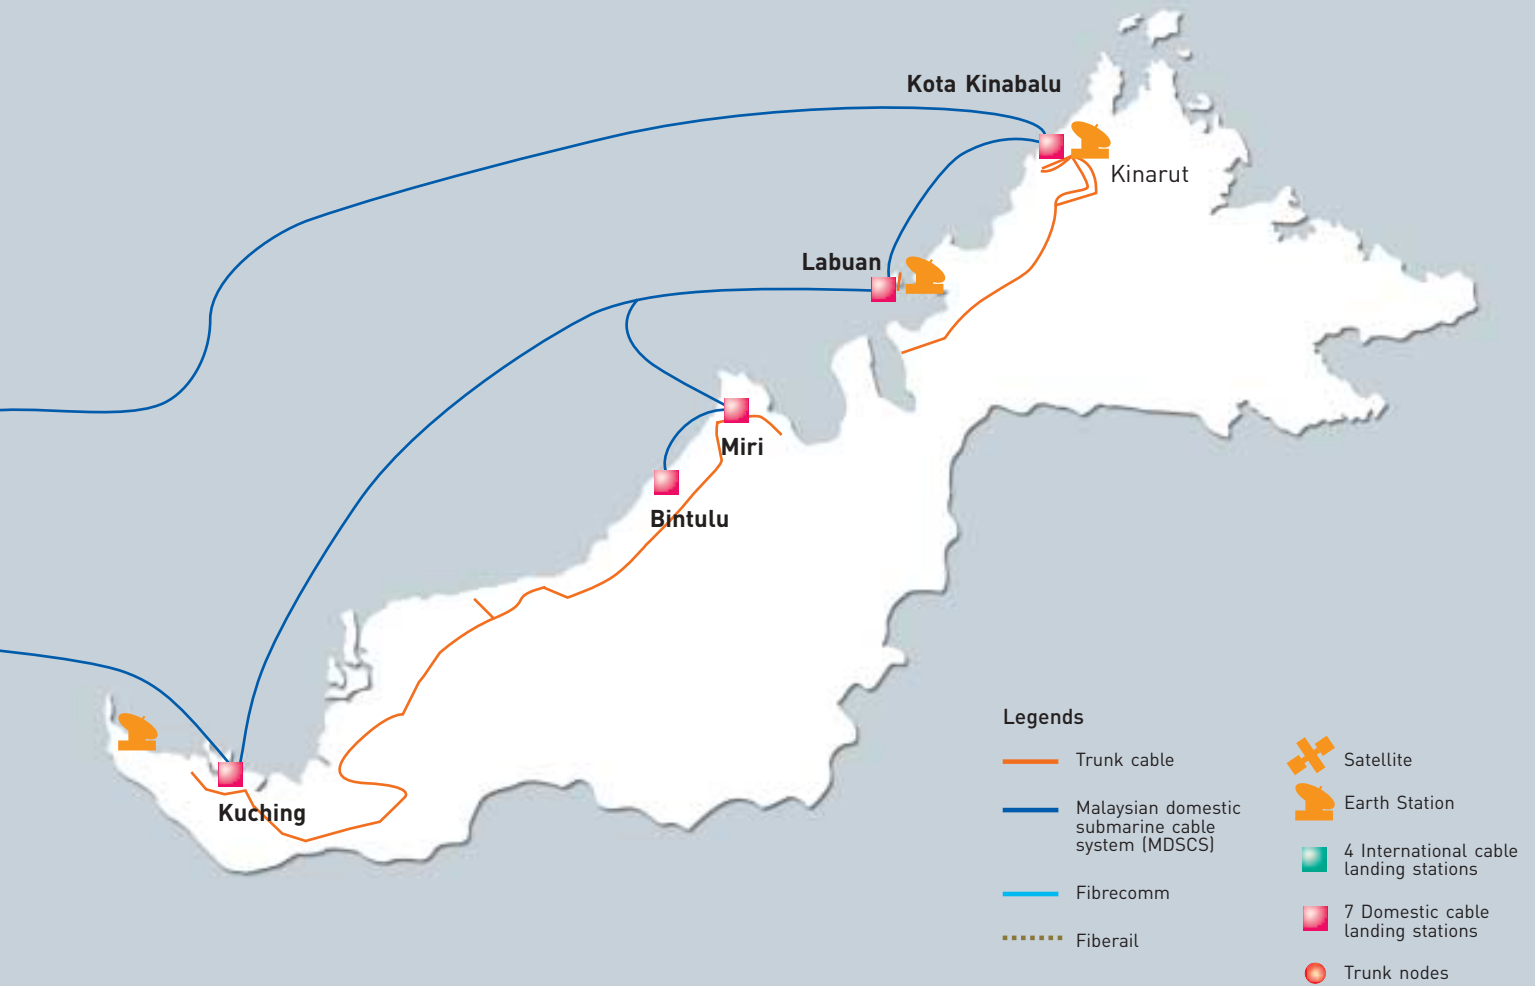 Kota Kinabalu
Kinarut
Labuan
Miri
Bintulu
Kuching
Legends
Trunk cable
Malaysian domestic
submarine cable
system (MDSCS)
Fibrecomm
Fiberail
Satellite
Earth Station
4 International cable
landing stations
7 Domestic cable
landing stations
Trunk nodes